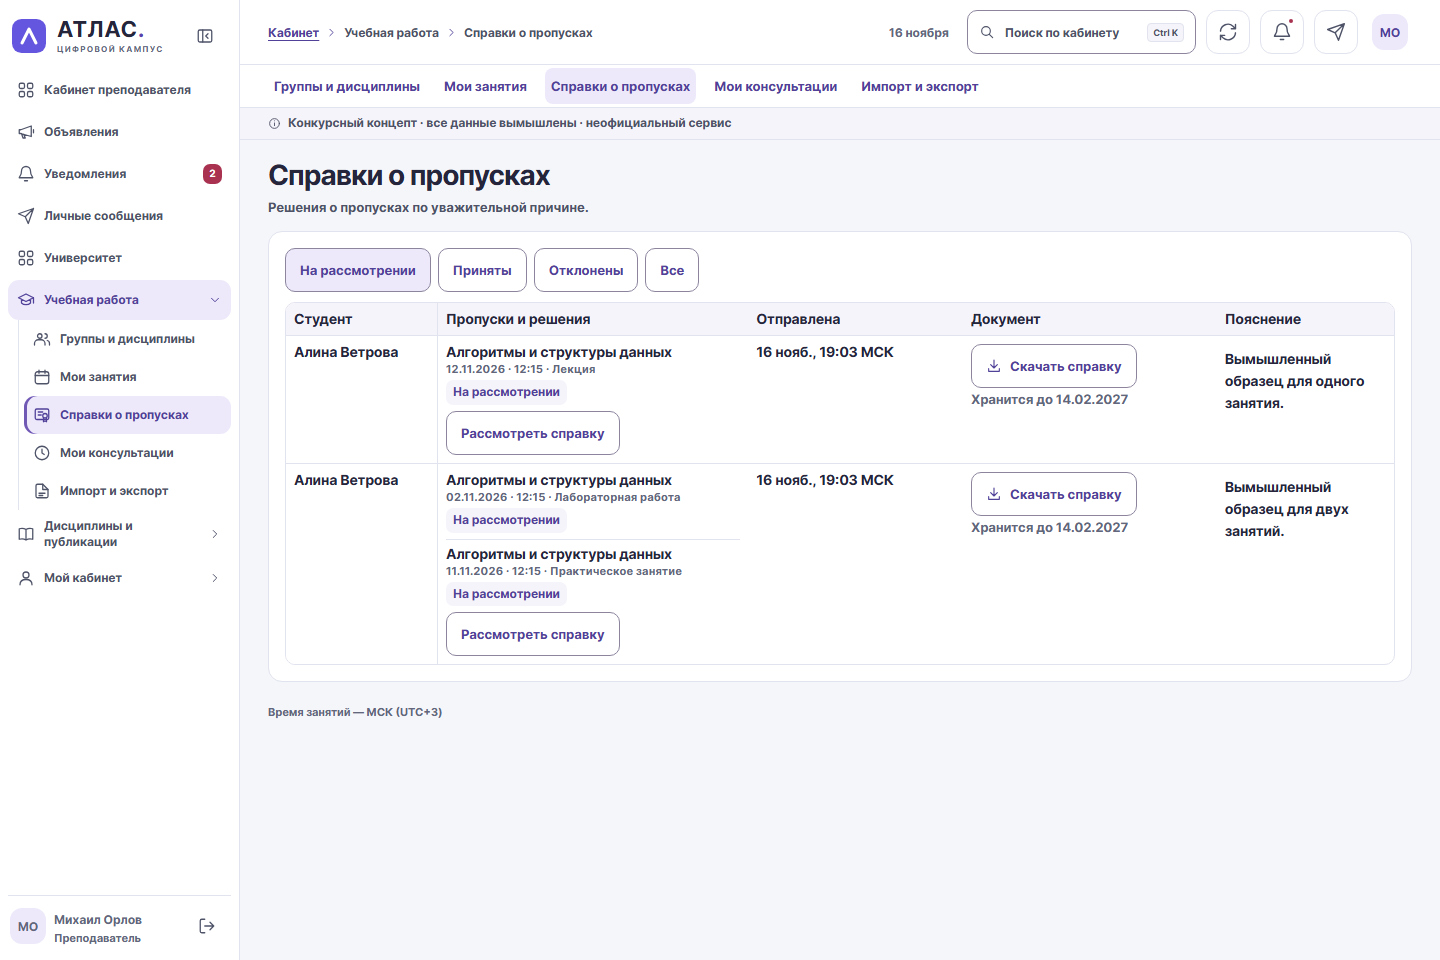 АТЛАС.
ЦИФРОВОЙ КАМПУС
Кабинет преподавателя
Объявления
Уведомления
2
Личные сообщения
Университет
Учебная работа
Группы и дисциплины
Мои занятия
Справки о пропусках
Мои консультации
Импорт и экспорт
Дисциплины и
публикации
Мой кабинет
МО
Михаил Орлов
Преподаватель
Кабинет
Учебная работа
Справки о пропусках
16 ноября
Поиск по кабинету
Ctrl K
МО
Группы и дисциплины
Мои занятия
Справки о пропусках
Мои консультации
Импорт и экспорт
Конкурсный концепт · все данные вымышлены · неофициальный сервис
Справки о пропусках
Решения о пропусках по уважительной причине.
На рассмотрении
Приняты
Отклонены
Все
Студент
Пропуски и решения
Отправлена
Документ
Пояснение
Алина Ветрова
Алгоритмы и структуры данных
12.11.2026 · 12:15 · Лекция
На рассмотрении
Рассмотреть справку
16 нояб., 19:03 МСК
Скачать справку
Хранится до 14.02.2027
Вымышленный
образец для одного
занятия.
Алина Ветрова
Алгоритмы и структуры данных
02.11.2026 · 12:15 · Лабораторная работа
На рассмотрении
Алгоритмы и структуры данных
11.11.2026 · 12:15 · Практическое занятие
На рассмотрении
Рассмотреть справку
16 нояб., 19:03 МСК
Скачать справку
Хранится до 14.02.2027
Вымышленный
образец для двух
занятий.
Время занятий — МСК (UTC+3)